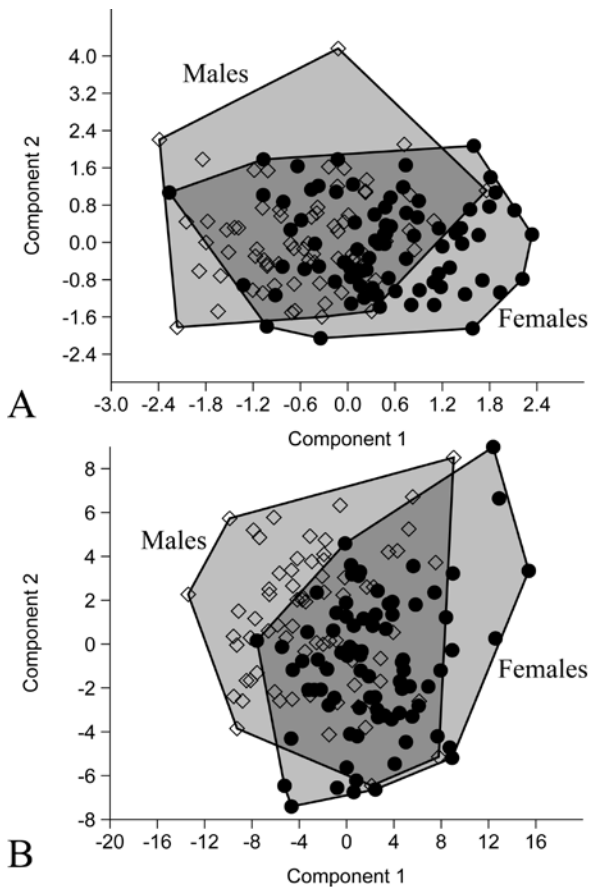 4.0
Males
3.2
2.4
1.6
Component 2
0.8
0.0
-0.8
-1.6
Females
-2.4
A
-3.0 -2.4 -1.8 -1.2 -0.6 0.0 0.6 1.2 1.8 2.4
Component 1
8
6
Males
4
2
Component 2
0
Females
-2
-4
-6
B
-8
-20 -16 -12 -8 -4 0 4 8 12 16
Component 1